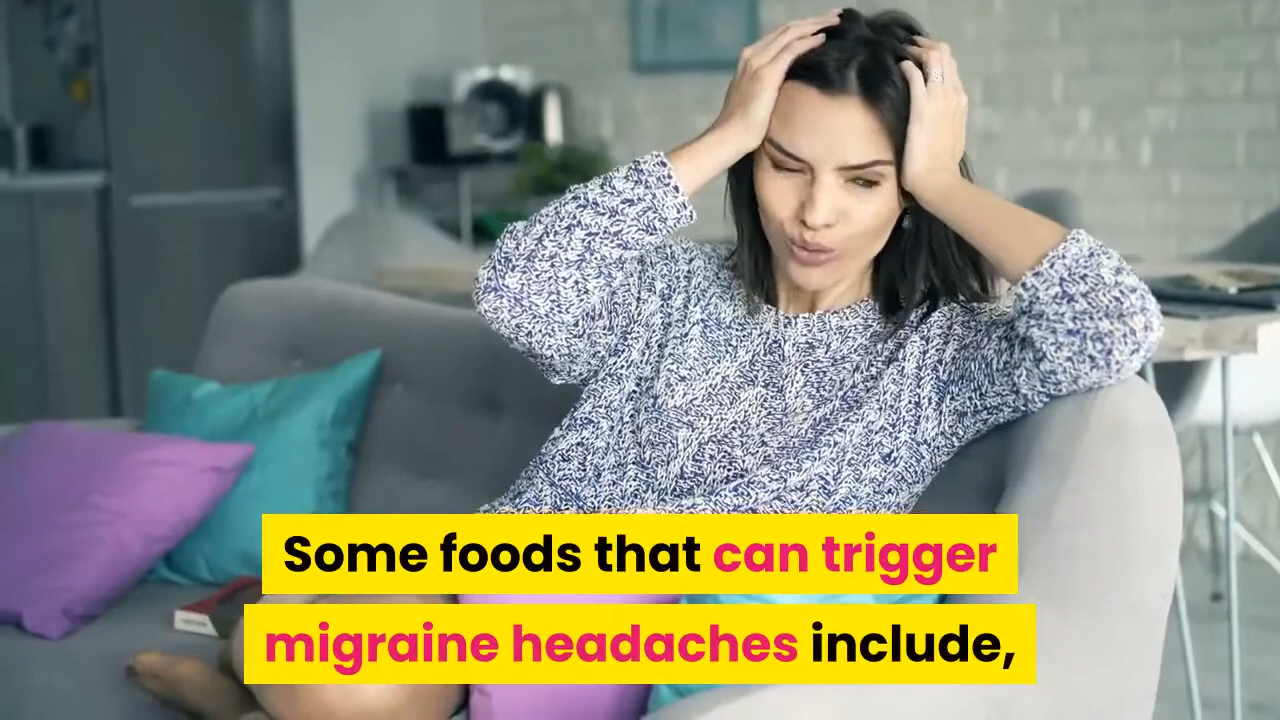 Some foods that can trigger
migraine headaches include,